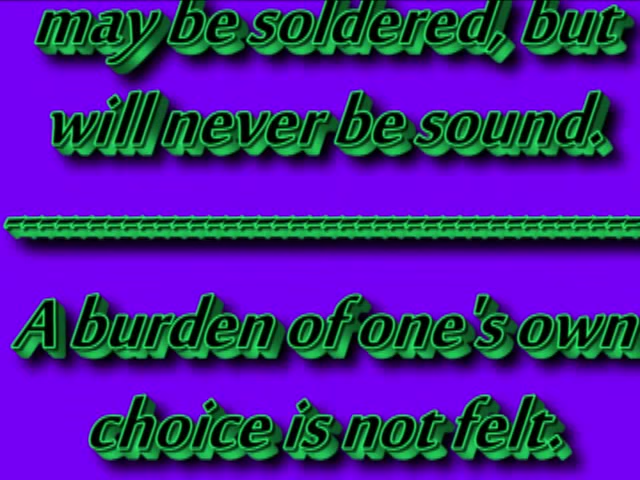 may be soldered, but
will never be sound.
A burden of one's own
choice is not felt.